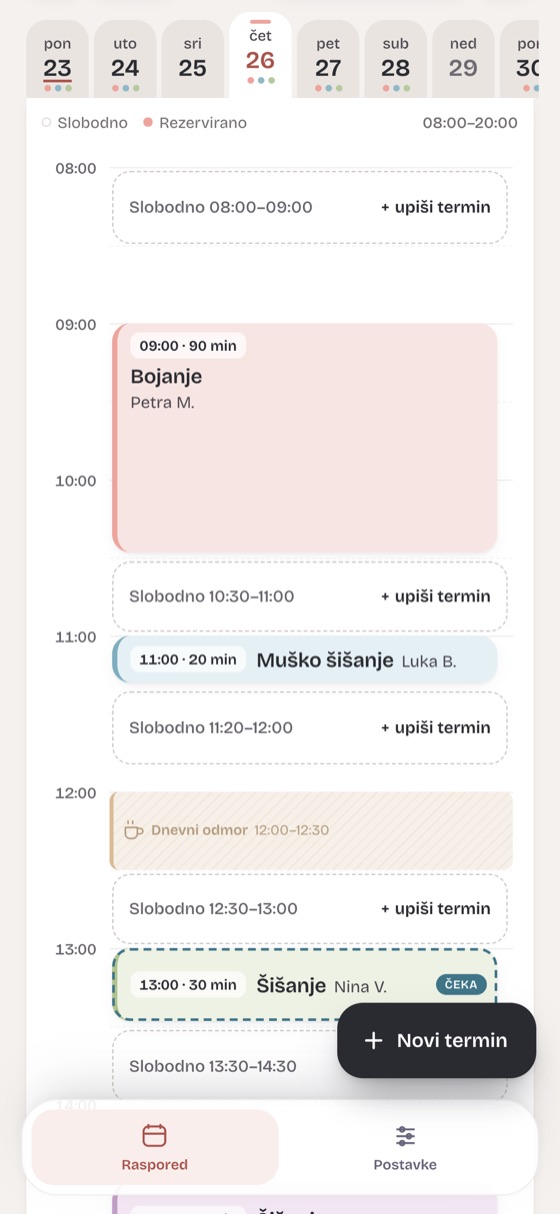 pon uto sri čet pet sub ned
23 24 25 26 27 28 29 30
Slobodno Rezervirano 08:00–20:00
08:00
Slobodno 08:00–09:00 + upiši termin
09:00
09:00 · 90 min
Bojanje
Petra M.
10:00
Slobodno 10:30–11:00 + upiši termin
11:00
11:00 · 20 min Muško šišanje Luka B.
Slobodno 11:20–12:00 + upiši termin
12:00
Dnevni odmor 12:00–12:30
Slobodno 12:30–13:00 + upiši termin
13:00
13:00 · 30 min Šišanje Nina V. ČEKA
Slobodno 13:30–14:30
+ Novi termin
14:00
Raspored Postavke